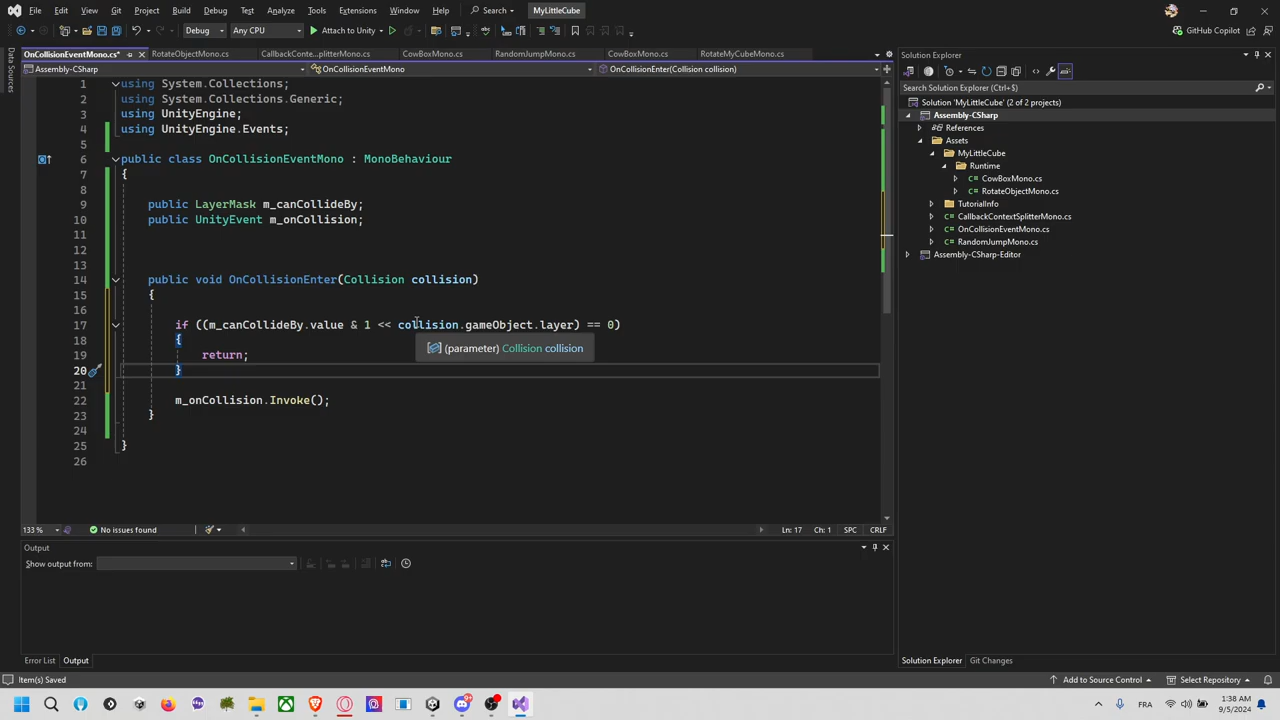 File Edit View Git Project Build Debug Test Analyze Tools Extensions Window Help Search MyLittleCube
Debug Any CPU Attach to Unity GitHub Copilot
OnCollisionEventMono.cs* RotateObjectMono.cs CallbackConte...plitterMono.cs CowBoxMono.cs RandomJumpMono.cs CowBoxMono.cs RotateMyCubeMono.cs
Assembly-CSharp OnCollisionEventMono OnCollisionEnter(Collision collision)
Data Sources
1 using System.Collections;
2 using System.Collections.Generic;
3 using UnityEngine;
4 using UnityEngine.Events;
5
6 public class OnCollisionEventMono : MonoBehaviour
7 {
8
9 public LayerMask m_canCollideBy;
10 public UnityEvent m_onCollision;
11
12
13
14 public void OnCollisionEnter(Collision collision)
15 {
16
17 if ((m_canCollideBy.value & 1 << collision.gameObject.layer) == 0)
18 {
(parameter) Collision collision
19 return;
20 }
21
22 m_onCollision.Invoke();
23 }
24
25 }
26
133 % No issues found Ln: 17 Ch: 1 SPC CRLF
Output
Show output from:
Error List Output
Solution Explorer
Search Solution Explorer (Ctrl+$)
Solution 'MyLittleCube' (2 of 2 projects)
Assembly-CSharp
References
Assets
MyLittleCube
Runtime
CowBoxMono.cs
RotateObjectMono.cs
TutorialInfo
CallbackContextSplitterMono.cs
OnCollisionEventMono.cs
RandomJumpMono.cs
Assembly-CSharp-Editor
Solution Explorer Git Changes
Item(s) Saved Add to Source Control Select Repository
FRA 1:38 AM
9/5/2024